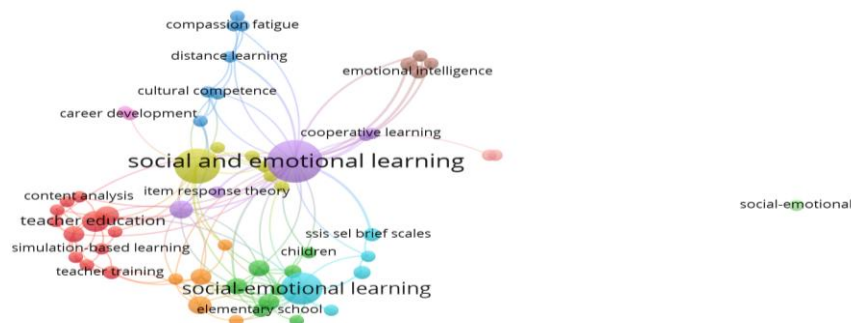 compassion fatigue
distance learning
emotional intelligence
cultural competence
career development
cooperative learning
social and emotional learning
item response theory
content analysis
social-emotional
teacher education
ssis sel brief scales
simulation-based learning
children
teacher training
social-emotional learning
elementary school